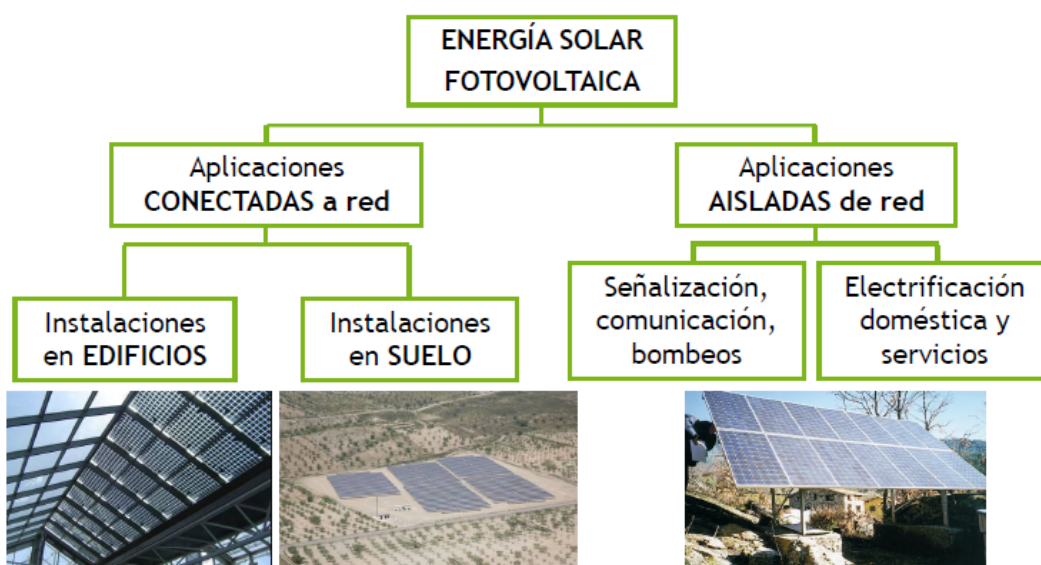 ENERGÍA SOLAR
FOTOVOLTAICA
Aplicaciones
CONECTADAS a red
Aplicaciones
AISLADAS de red
Instalaciones
en EDIFICIOS
Instalaciones
en SUELO
Señalización,
comunicación,
bombeos
Electrificación
doméstica y
servicios